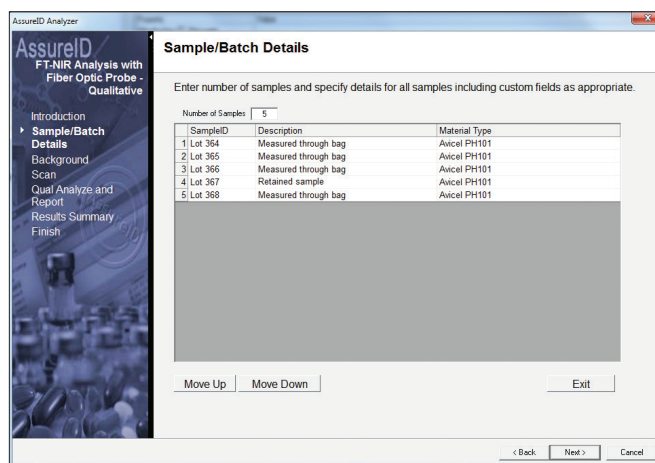 AssureID Analyzer
AssureID
FT-NIR Analysis with
Fiber Optic Probe -
Qualitative
Introduction
Sample/Batch
Details
Background
Scan
Qual Analyze and
Report
Results Summary
Finish
Sample/Batch Details
Enter number of samples and specify details for all samples including custom fields as appropriate.
Number of Samples 5
SampleID Description Material Type
1 Lot 364 Measured through bag Avicel PH101
2 Lot 365 Measured through bag Avicel PH101
3 Lot 366 Measured through bag Avicel PH101
4 Lot 367 Retained sample Avicel PH101
5 Lot 368 Measured through bag Avicel PH101
Move Up Move Down Exit
< Back Next > Cancel